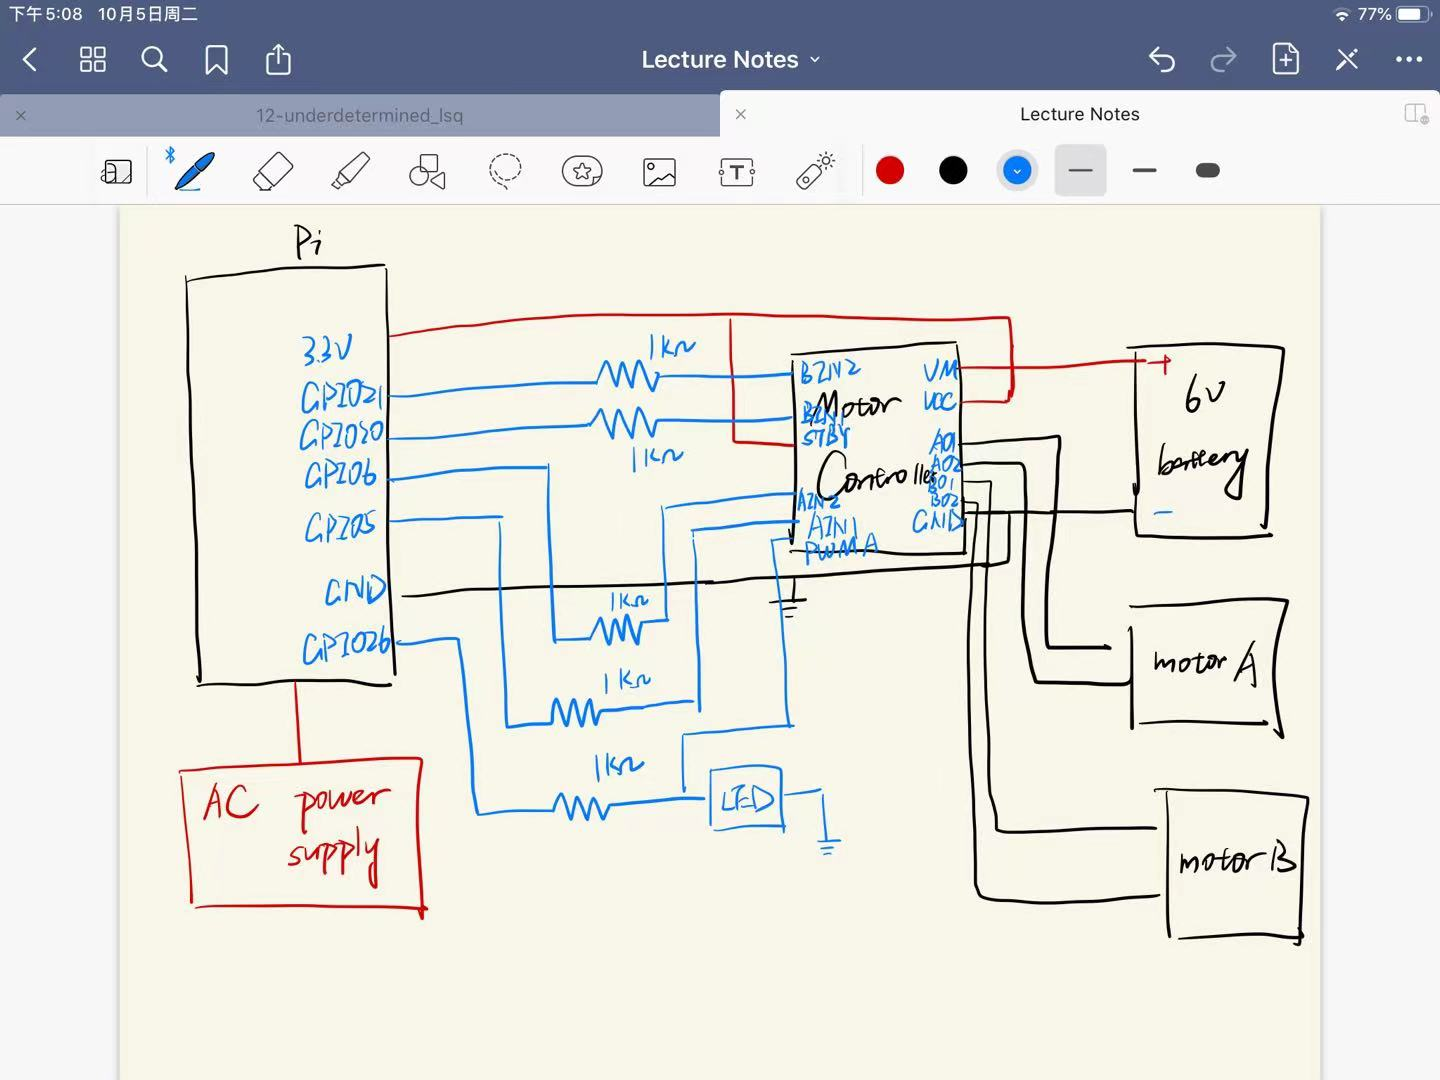 下午5:08 10月5日周二
77%
Lecture Notes
12-underdetermined_lsq
Lecture Notes
Pi
3.3V
GPIO21
GPIO20
GPIO6
GPIO5
GND
GPIO26
1kΩ
1kΩ
1kΩ
1kΩ
1kΩ
BIN2
BIN1
STBY
AIN2
AIN1
PWMA
Motor
Controller
VM
VCC
AO1
AO2
BO1
BO2
GND
+
6V
battery
-
motor A
motor B
LED
AC power
supply